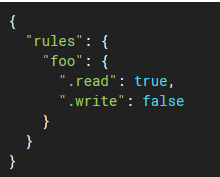 {
  "rules": {
    "foo": {
      ".read": true,
      ".write": false
    }
  }
}